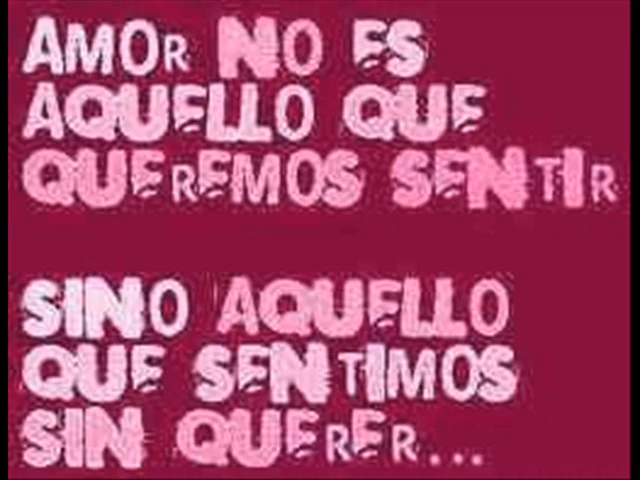 AMOR NO ES
AQUELLO QUE
QUEREMOS SENTIR
SINO AQUELLO
QUE SENTIMOS
SIN QUERER...